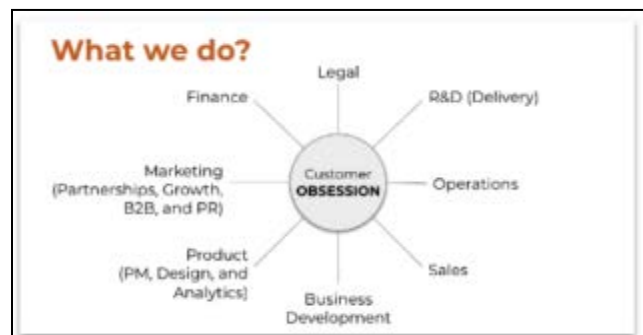 What we do?
Legal
Finance
R&D (Delivery)
Marketing
(Partnerships, Growth,
B2B, and PR)
Customer
OBSESSION
Operations
Product
(PM, Design, and
Analytics)
Sales
Business
Development